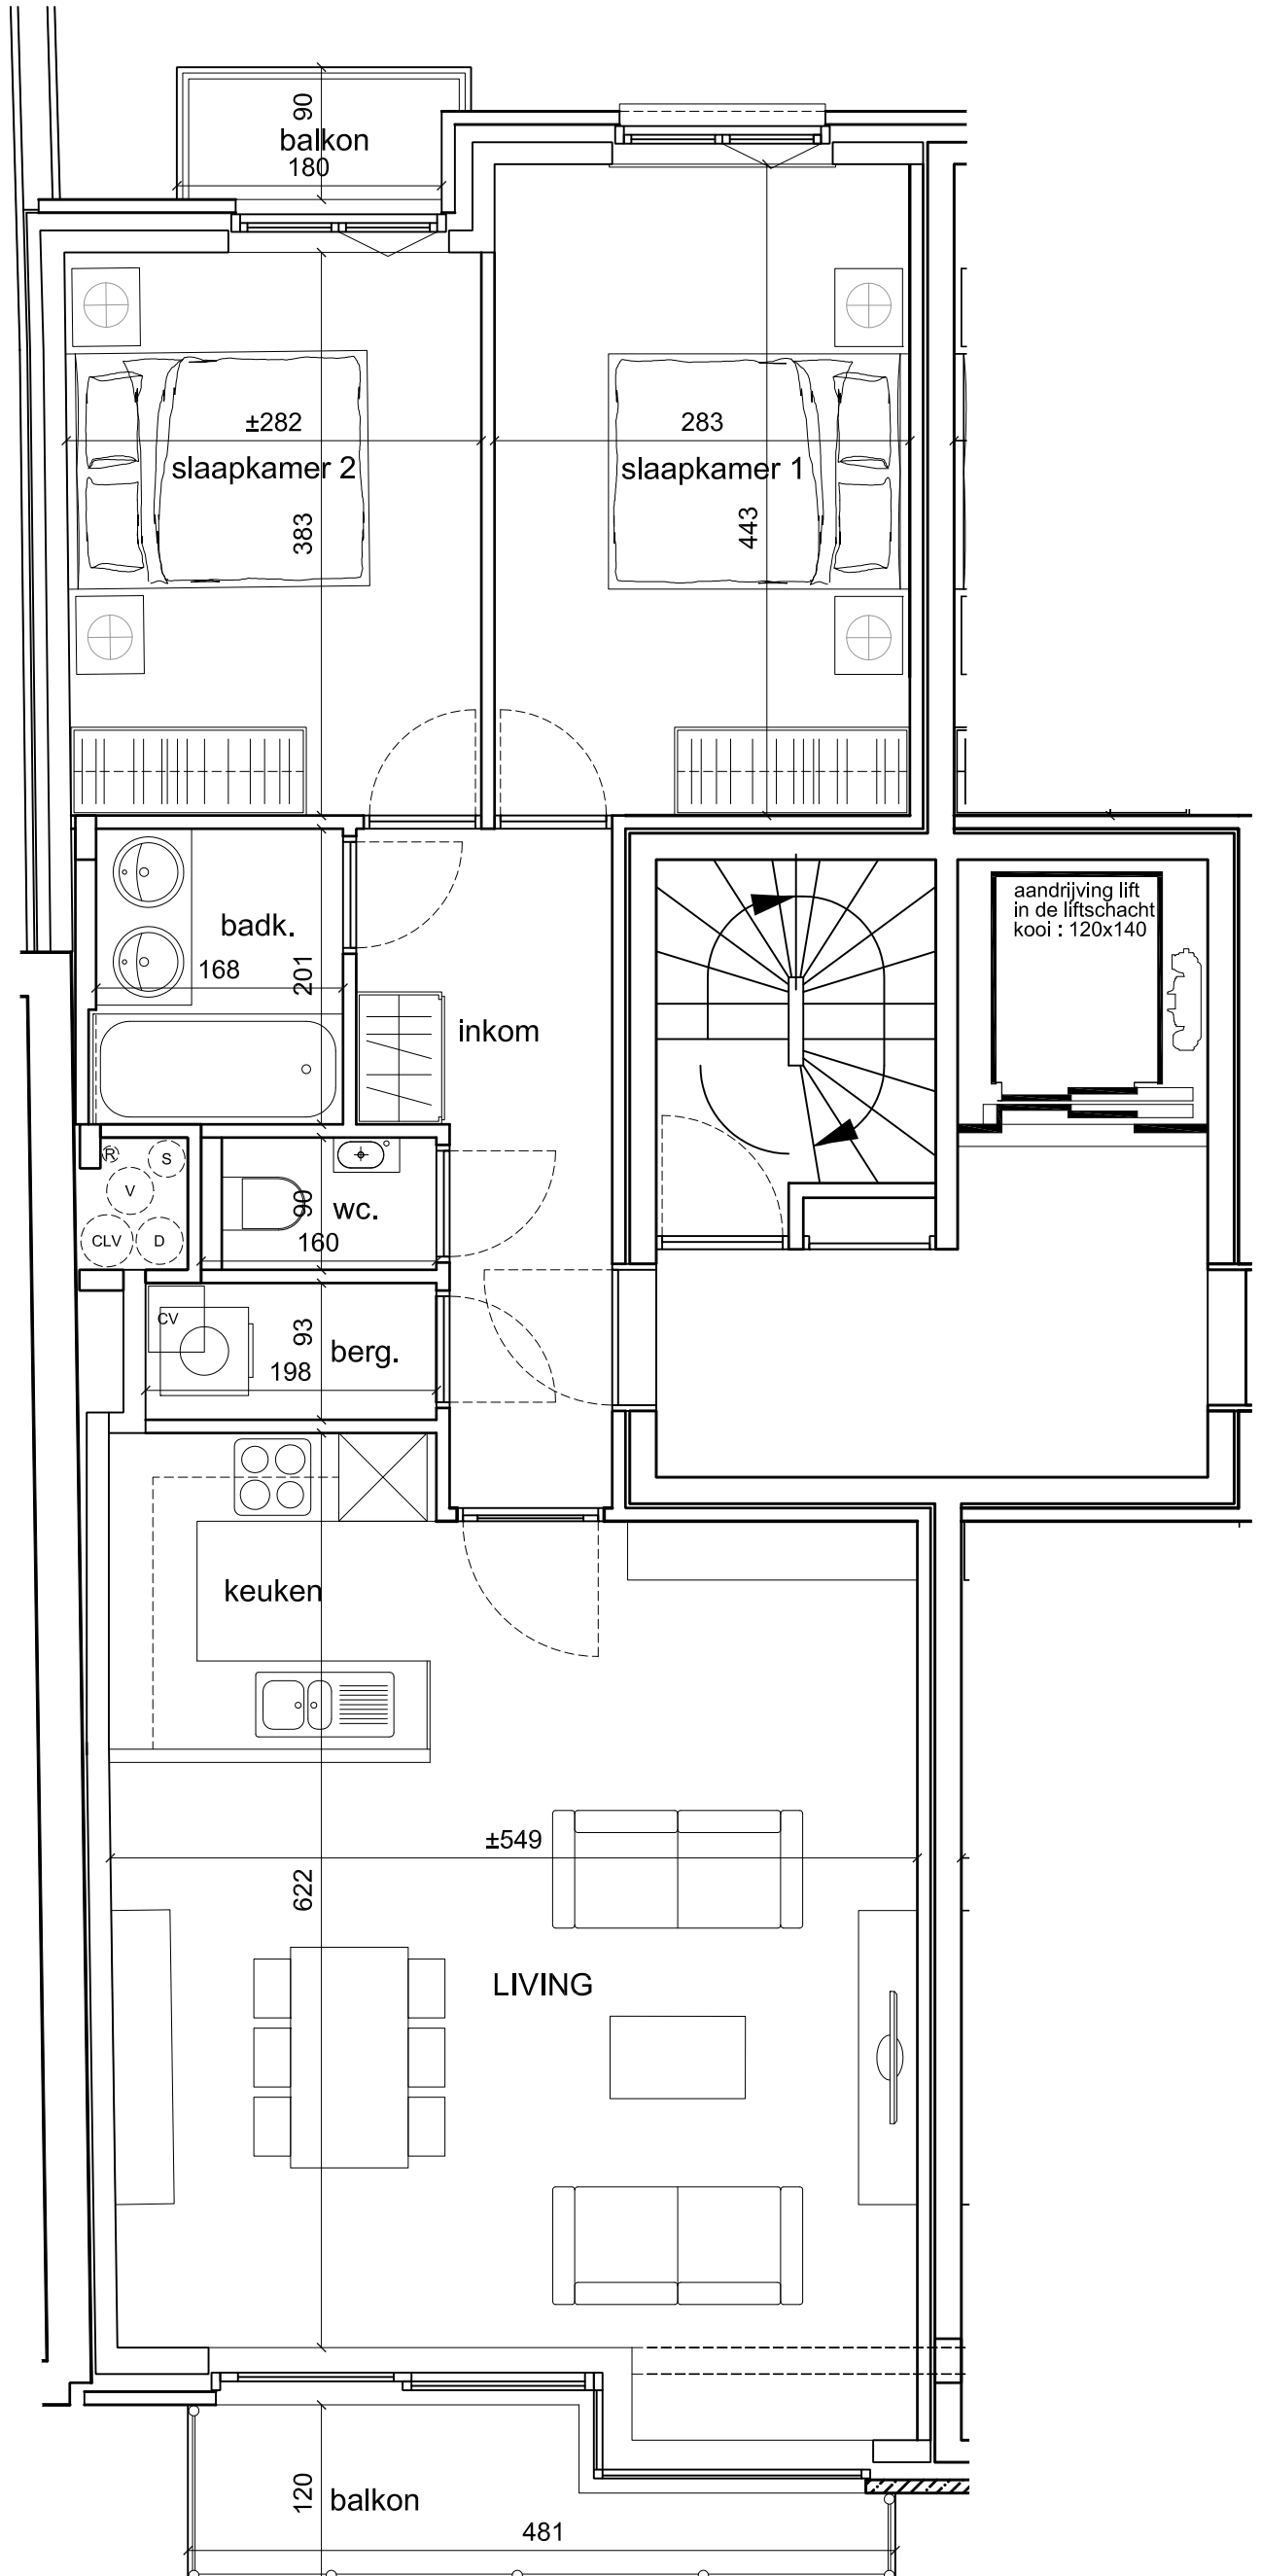 90
balkon
180
±282
slaapkamer 2
383
283
slaapkamer 1
443
badk.
168
201
inkom
aandrijving lift
in de liftschacht
kooi : 120x140
R
S
V
CLV
D
90
wc.
160
CV
93
berg.
198
keuken
±549
622
LIVING
120
balkon
481